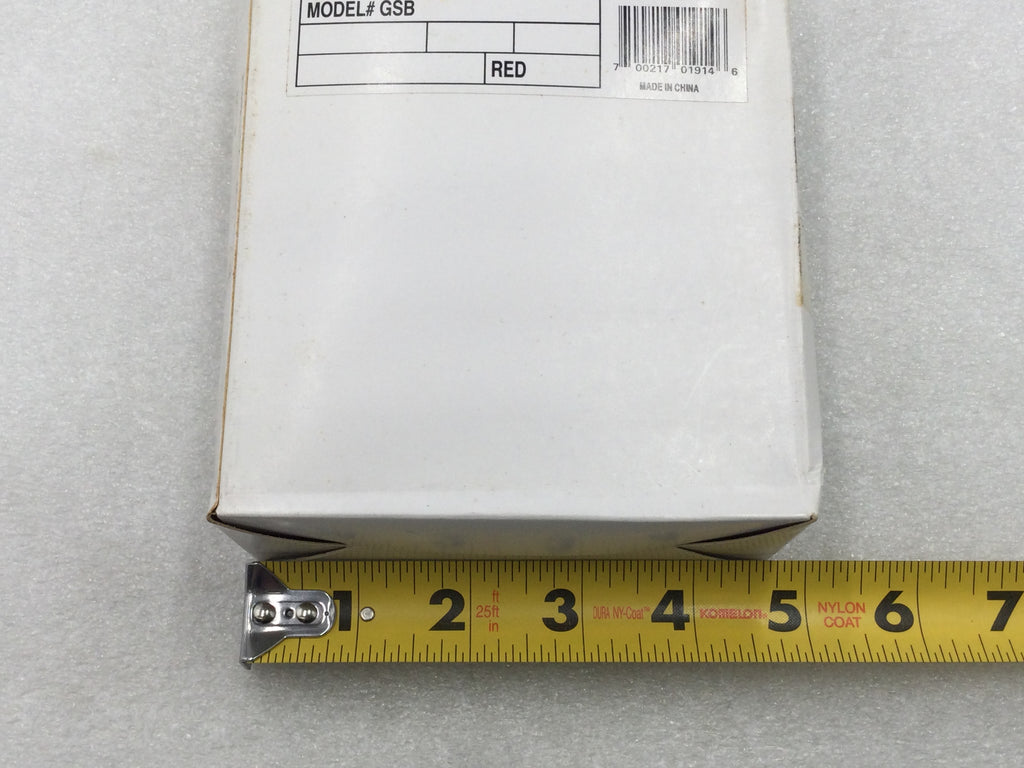 MODEL# GSB
RED
7 00217 01914 6
MADE IN CHINA
1 2 ft 25ft in 3 DURA NY-Coat™ 4 KOMELON® 5 NYLON COAT 6 7